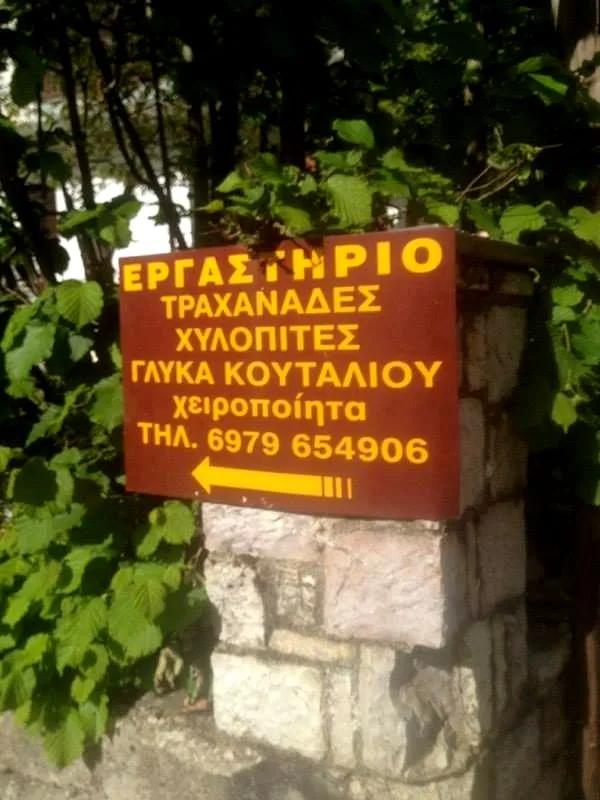 ΕΡΓΑΣΤΗΡΙΟ
ΤΡΑΧΑΝΑΔΕΣ
ΧΥΛΟΠΙΤΕΣ
ΓΛΥΚΑ ΚΟΥΤΑΛΙΟΥ
χειροποίητα
ΤΗΛ. 6979 654906